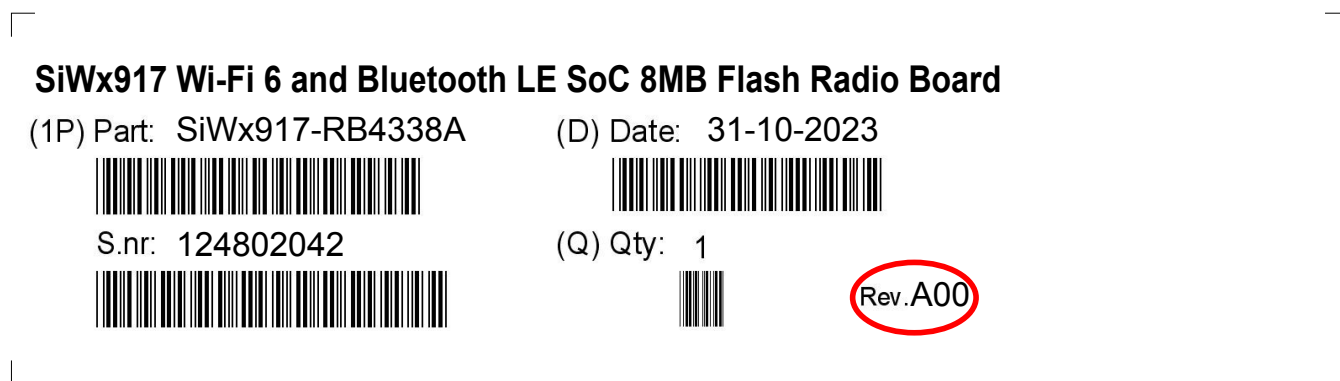 SiWx917 Wi-Fi 6 and Bluetooth LE SoC 8MB Flash Radio Board
(1P) Part: SiWx917-RB4338A (D) Date: 31-10-2023
S.nr: 124802042 (Q) Qty: 1
Rev.A00